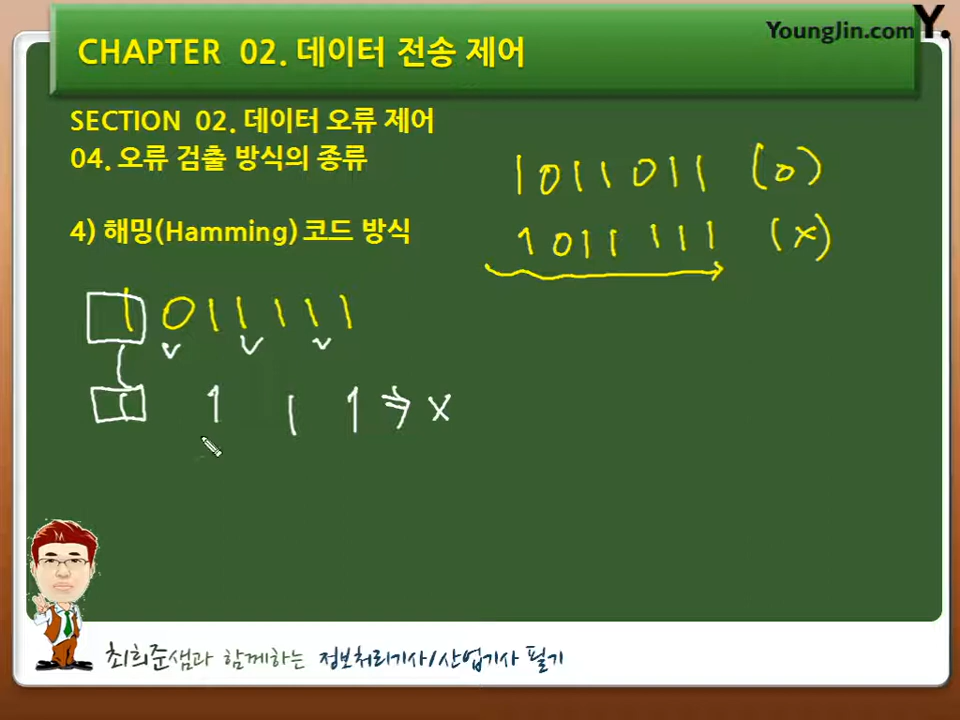 Y.
YoungJin.com
CHAPTER 02. 데이터 전송 제어
SECTION 02. 데이터 오류 제어
04. 오류 검출 방식의 종류
1011011 (0)
4) 해밍(Hamming) 코드 방식
1011111 (x)
1 011111
1 1 1 1 ⇒ x
최희준샘과 함께하는 정보처리기사/산업기사 필기